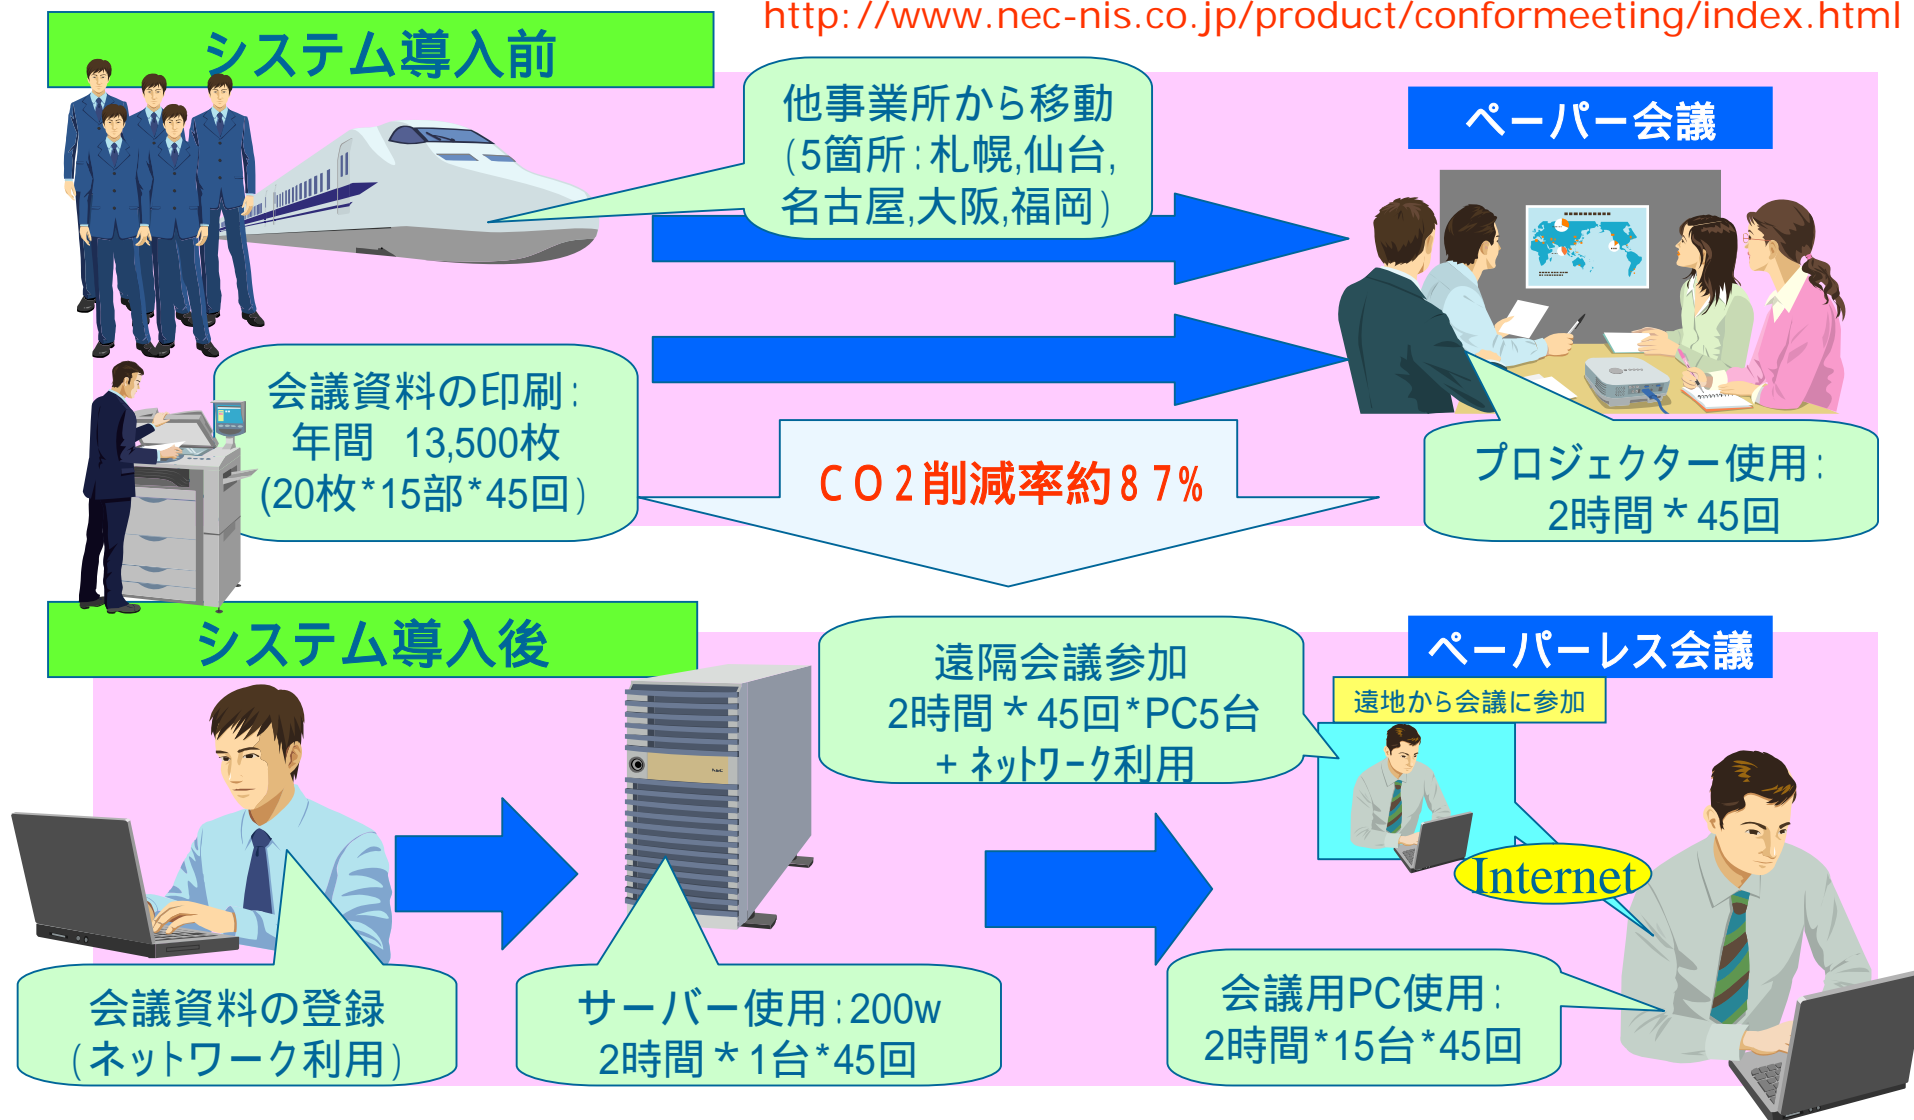 http://www.nec-nis.co.jp/product/conformeeting/index.html
システム導入前
他事業所から移動
(5箇所:札幌,仙台,
名古屋,大阪,福岡)
ペーパー会議
会議資料の印刷:
年間 13,500枚
(20枚*15部*45回)
CO2削減率約87%
プロジェクター使用:
2時間*45回
システム導入後
遠隔会議参加
2時間*45回*PC5台
+ネットワーク利用
ペーパーレス会議
遠地から会議に参加
Internet
会議資料の登録
(ネットワーク利用)
サーバー使用:200w
2時間*1台*45回
会議用PC使用:
2時間*15台*45回